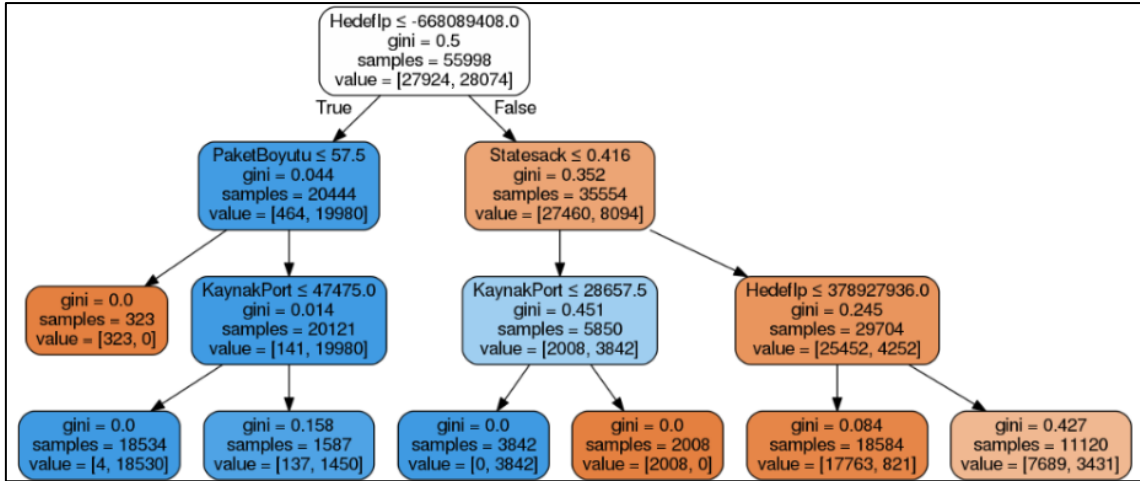 HedefIp ≤ -668089408.0
gini = 0.5
samples = 55998
value = [27924, 28074]
True
False
PaketBoyutu ≤ 57.5
gini = 0.044
samples = 20444
value = [464, 19980]
Statesack ≤ 0.416
gini = 0.352
samples = 35554
value = [27460, 8094]
gini = 0.0
samples = 323
value = [323, 0]
KaynakPort ≤ 47475.0
gini = 0.014
samples = 20121
value = [141, 19980]
KaynakPort ≤ 28657.5
gini = 0.451
samples = 5850
value = [2008, 3842]
HedefIp ≤ 378927936.0
gini = 0.245
samples = 29704
value = [25452, 4252]
gini = 0.0
samples = 18534
value = [4, 18530]
gini = 0.158
samples = 1587
value = [137, 1450]
gini = 0.0
samples = 3842
value = [0, 3842]
gini = 0.0
samples = 2008
value = [2008, 0]
gini = 0.084
samples = 18584
value = [17763, 821]
gini = 0.427
samples = 11120
value = [7689, 3431]